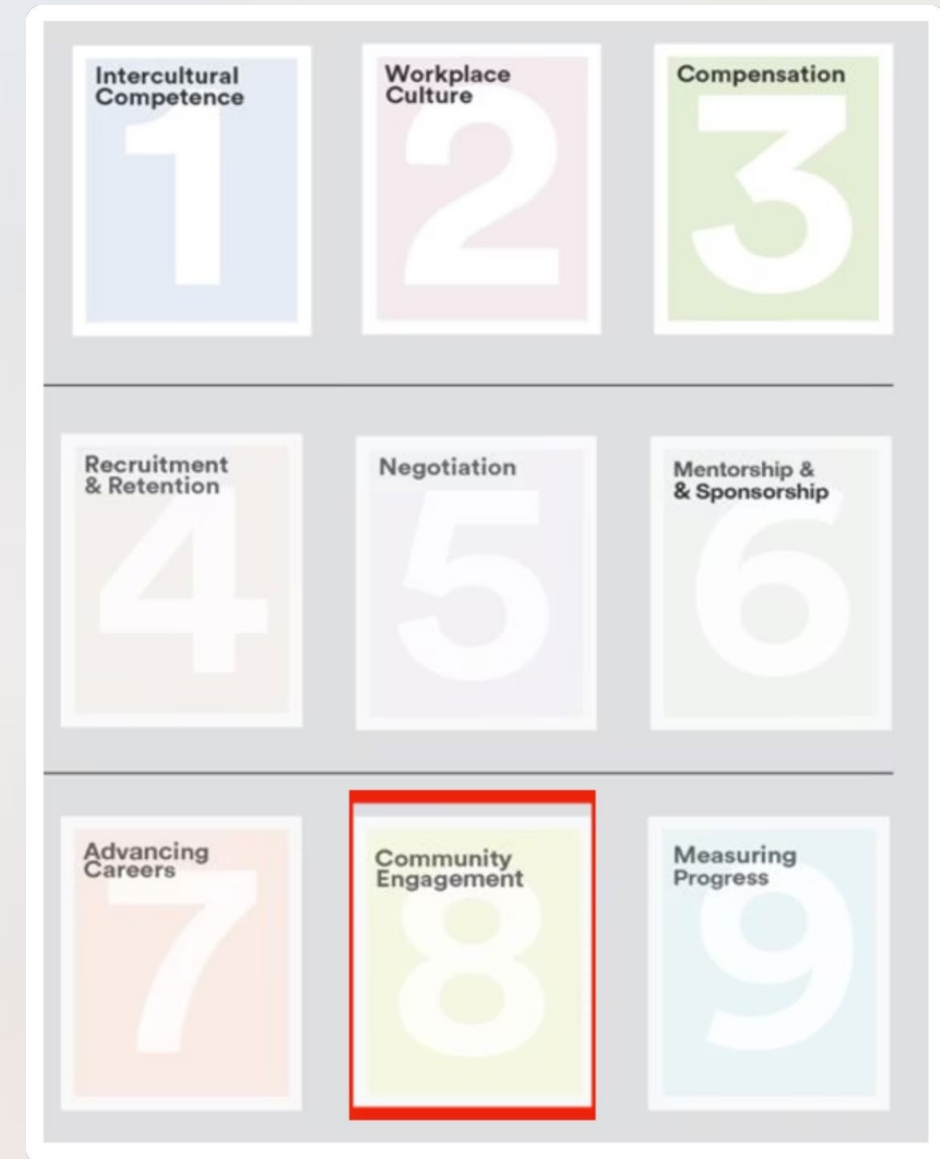 Intercultural
Competence
1
Workplace
Culture
2
Compensation
3
Recruitment
& Retention
4
Negotiation
5
Mentorship &
& Sponsorship
6
Advancing
Careers
7
Community
Engagement
8
Measuring
Progress
9